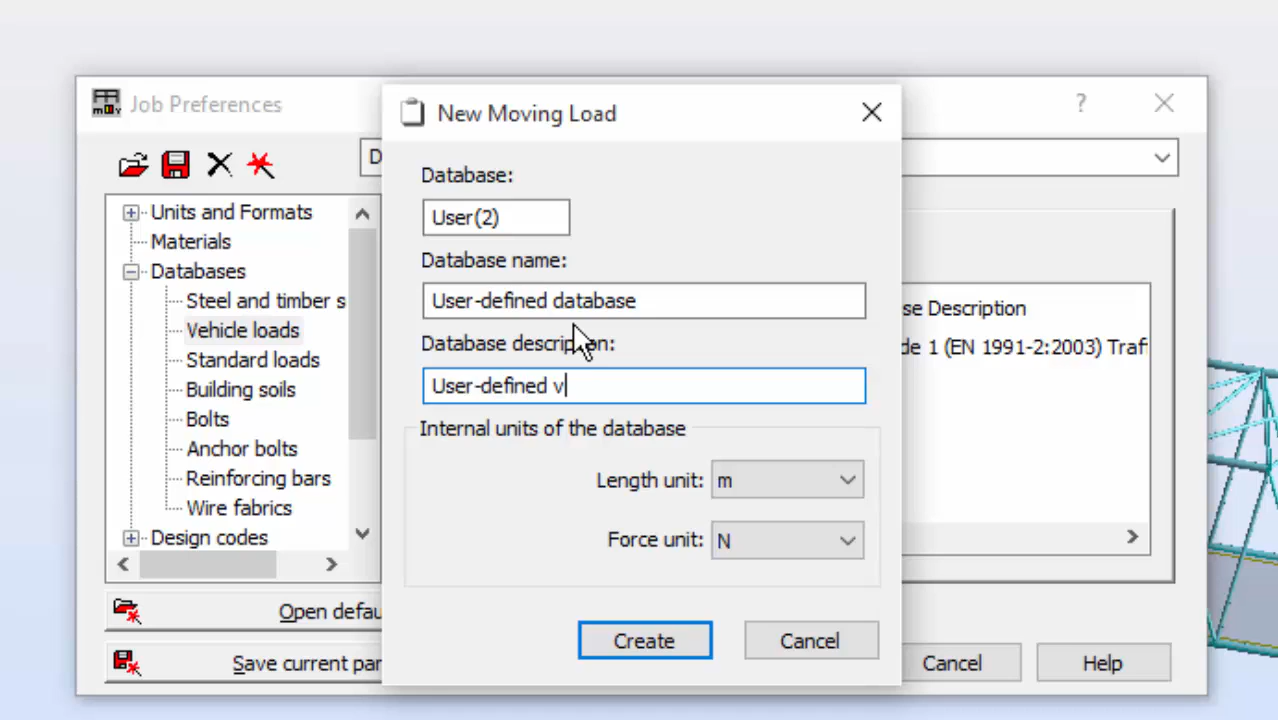 Job Preferences
?
New Moving Load
D
Database:
User(2)
Database name:
User-defined database
Database description:
User-defined v
Internal units of the database
Length unit: m
Force unit: N
Create
Cancel
Units and Formats
Materials
Databases
Steel and timber s
Vehicle loads
Standard loads
Building soils
Bolts
Anchor bolts
Reinforcing bars
Wire fabrics
Design codes
Open defau
Save current par
se Description
de 1 (EN 1991-2:2003) Traf
Cancel
Help